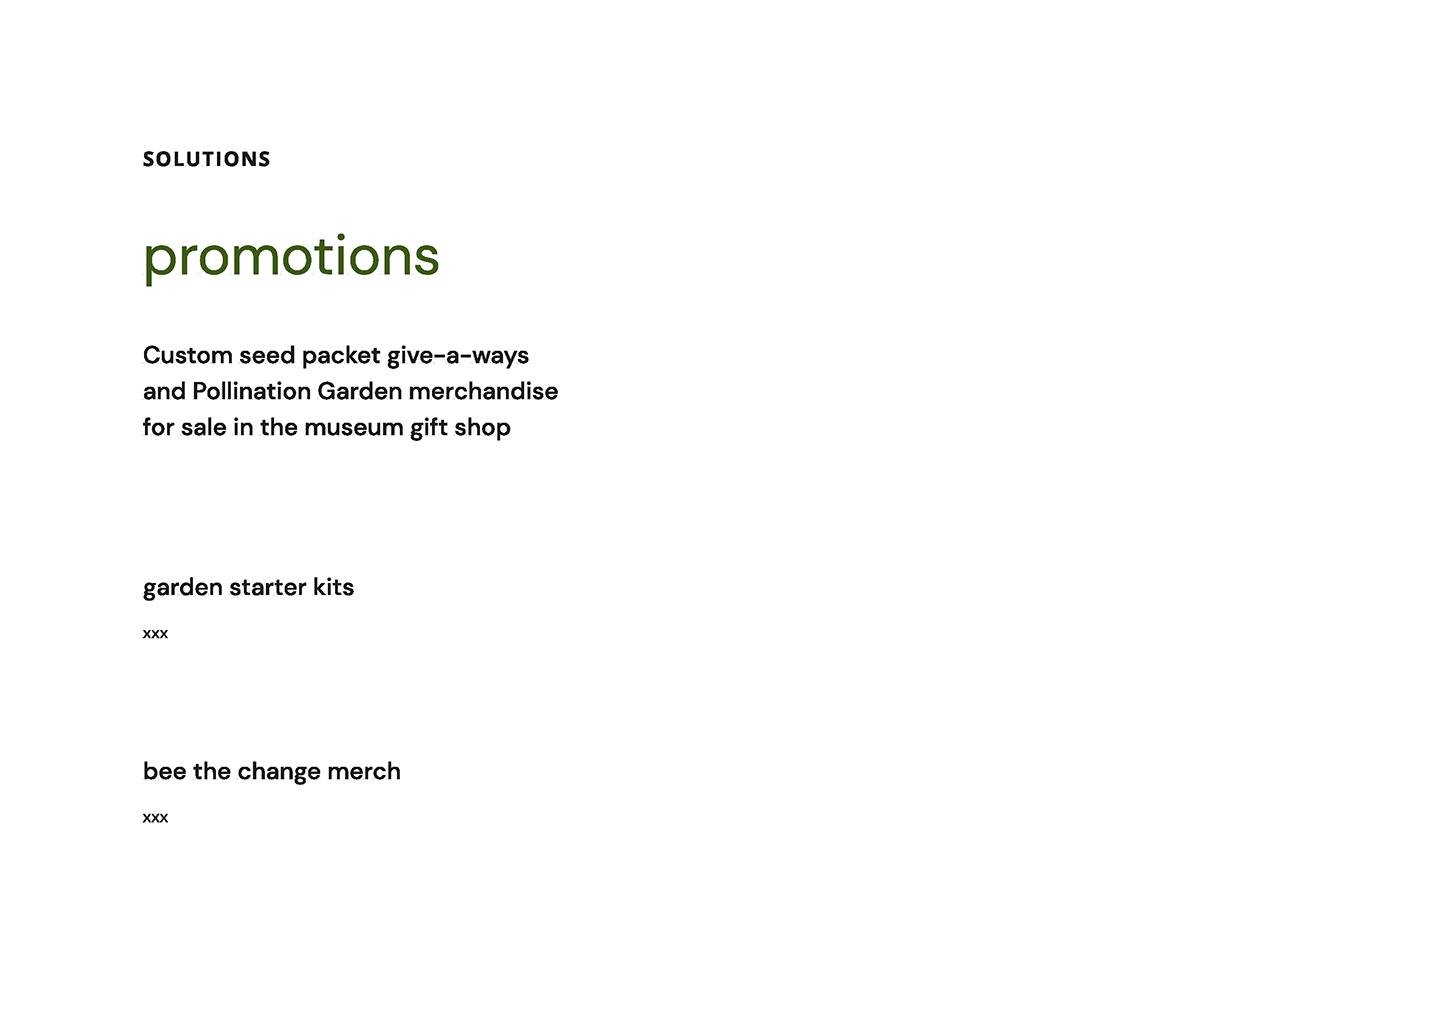 SOLUTIONS
promotions
Custom seed packet give-a-ways
and Pollination Garden merchandise
for sale in the museum gift shop
garden starter kits
xxx
bee the change merch
xxx